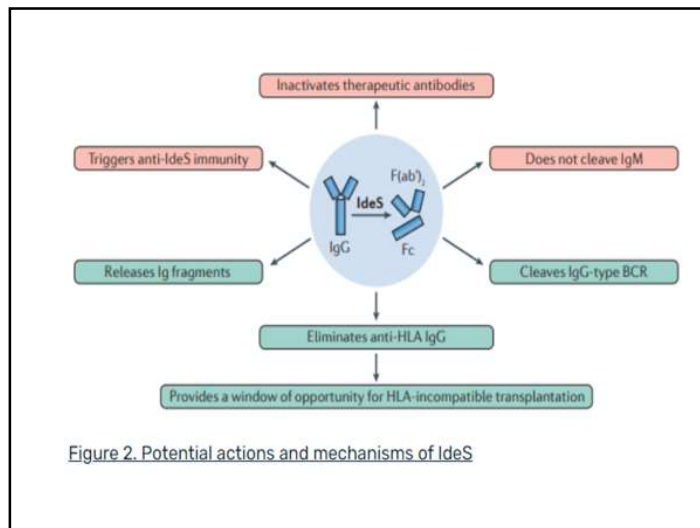 Inactivates therapeutic antibodies
Triggers anti-IdeS immunity
Does not cleave IgM
F(ab')₂
IdeS
IgG
Fc
Releases Ig fragments
Cleaves IgG-type BCR
Eliminates anti-HLA IgG
Provides a window of opportunity for HLA-incompatible transplantation
Figure 2. Potential actions and mechanisms of IdeS